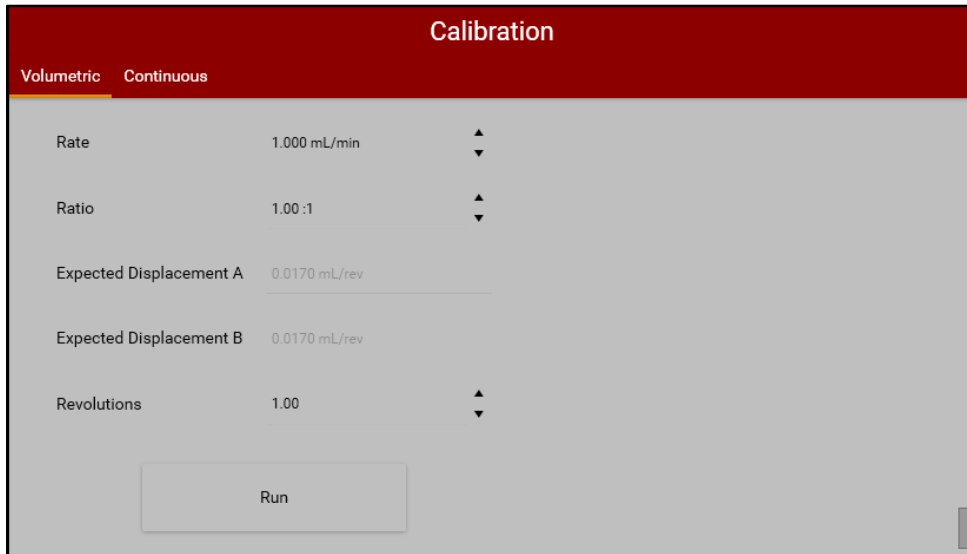 Calibration
Volumetric Continuous
Rate 1.000 mL/min
Ratio 1.00 :1
Expected Displacement A 0.0170 mL/rev
Expected Displacement B 0.0170 mL/rev
Revolutions 1.00
Run